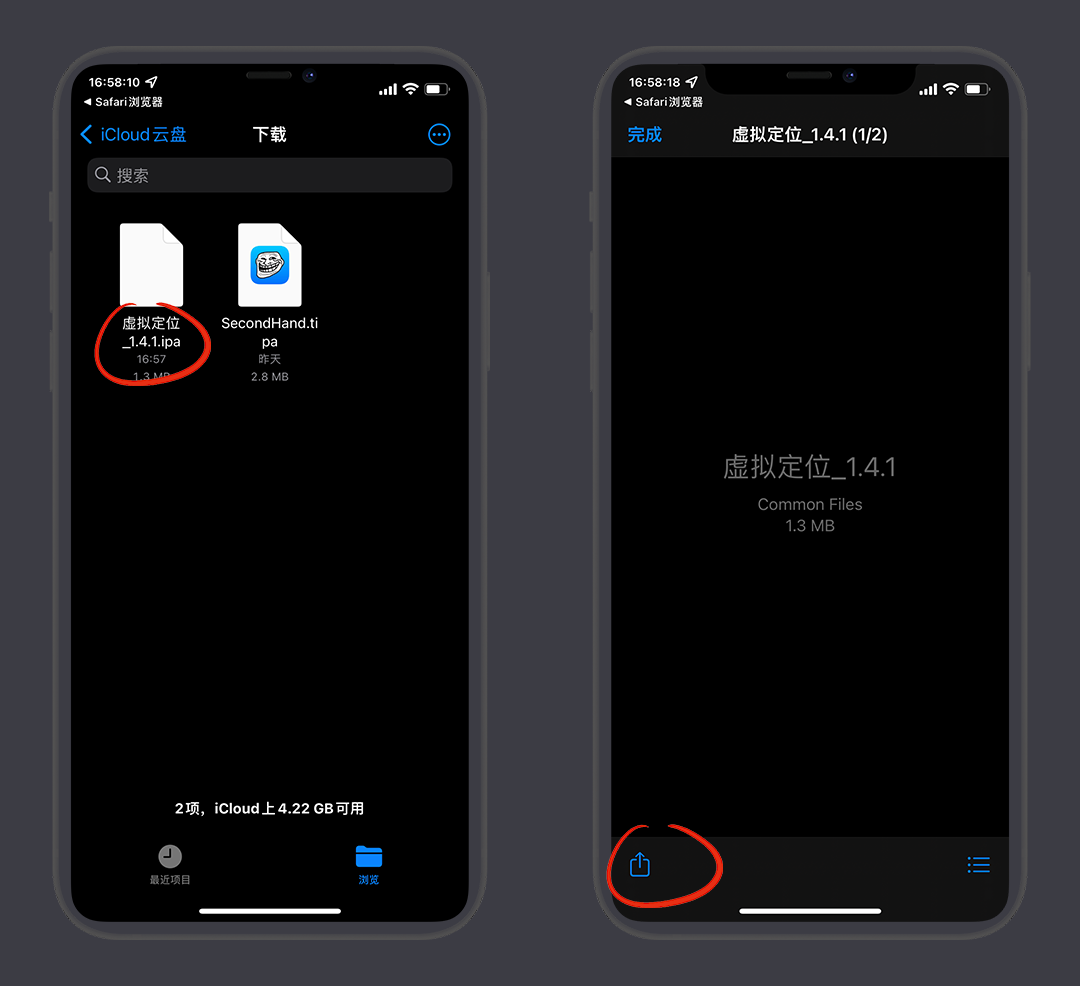 16:58:10
◀ Safari浏览器
iCloud云盘
下载
搜索
虚拟定位
_1.4.1.ipa
16:57
1.3 MB
SecondHand.ti
pa
昨天
2.8 MB
2项，iCloud上4.22 GB可用
最近项目
浏览
16:58:18
◀ Safari浏览器
完成
虚拟定位_1.4.1 (1/2)
虚拟定位_1.4.1
Common Files
1.3 MB